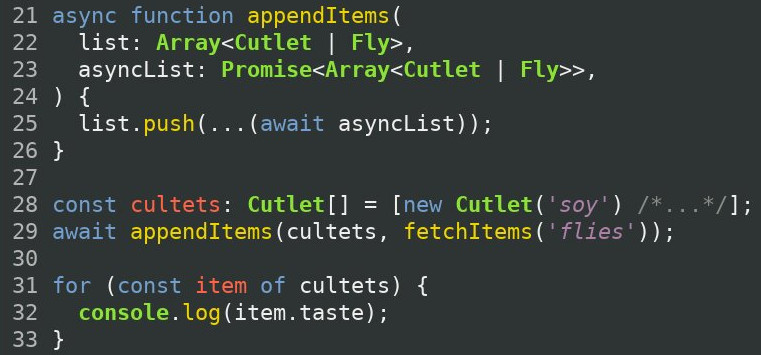 21 async function appendItems(
22   list: Array<Cutlet | Fly>,
23   asyncList: Promise<Array<Cutlet | Fly>>,
24 ) {
25   list.push(...(await asyncList));
26 }
27
28 const cultets: Cutlet[] = [new Cutlet('soy') /*...*/];
29 await appendItems(cultets, fetchItems('flies'));
30
31 for (const item of cultets) {
32   console.log(item.taste);
33 }